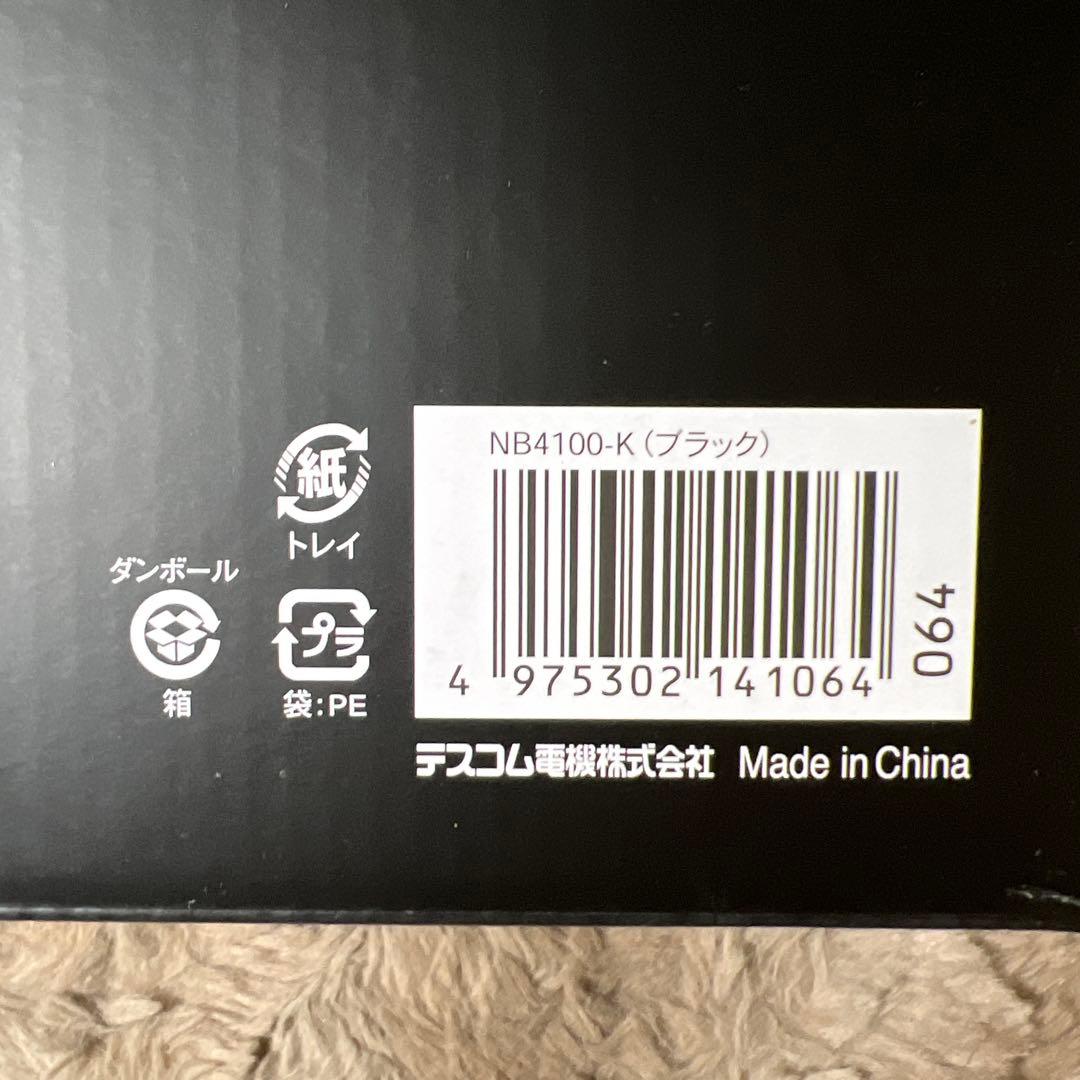 紙
トレイ
ダンボール
箱
プラ
袋:PE
NB4100-K(ブラック)
4 975302 141064
064
テスコム電機株式会社 Made in China